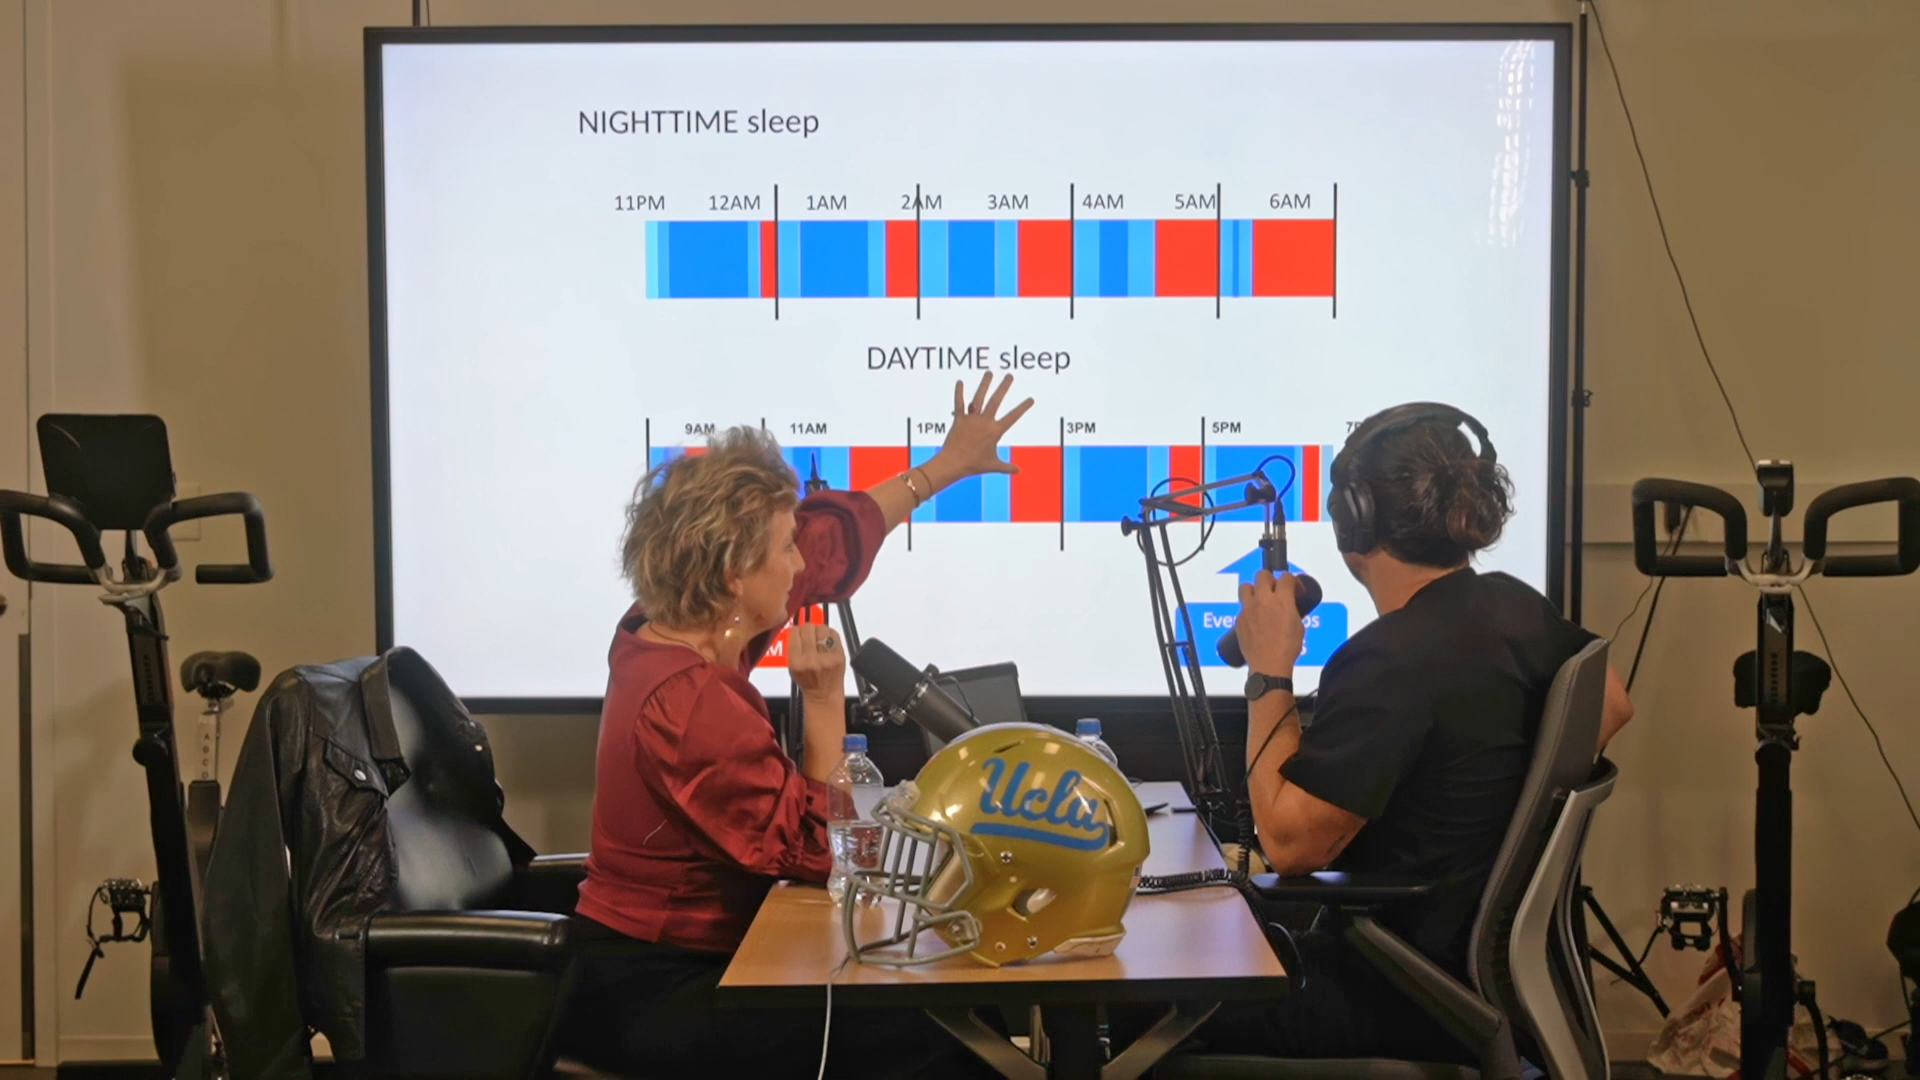 NIGHTTIME sleep
11PM 12AM 1AM 2AM 3AM 4AM 5AM 6AM
DAYTIME sleep
9AM 11AM 1PM 3PM 5PM
Ucla